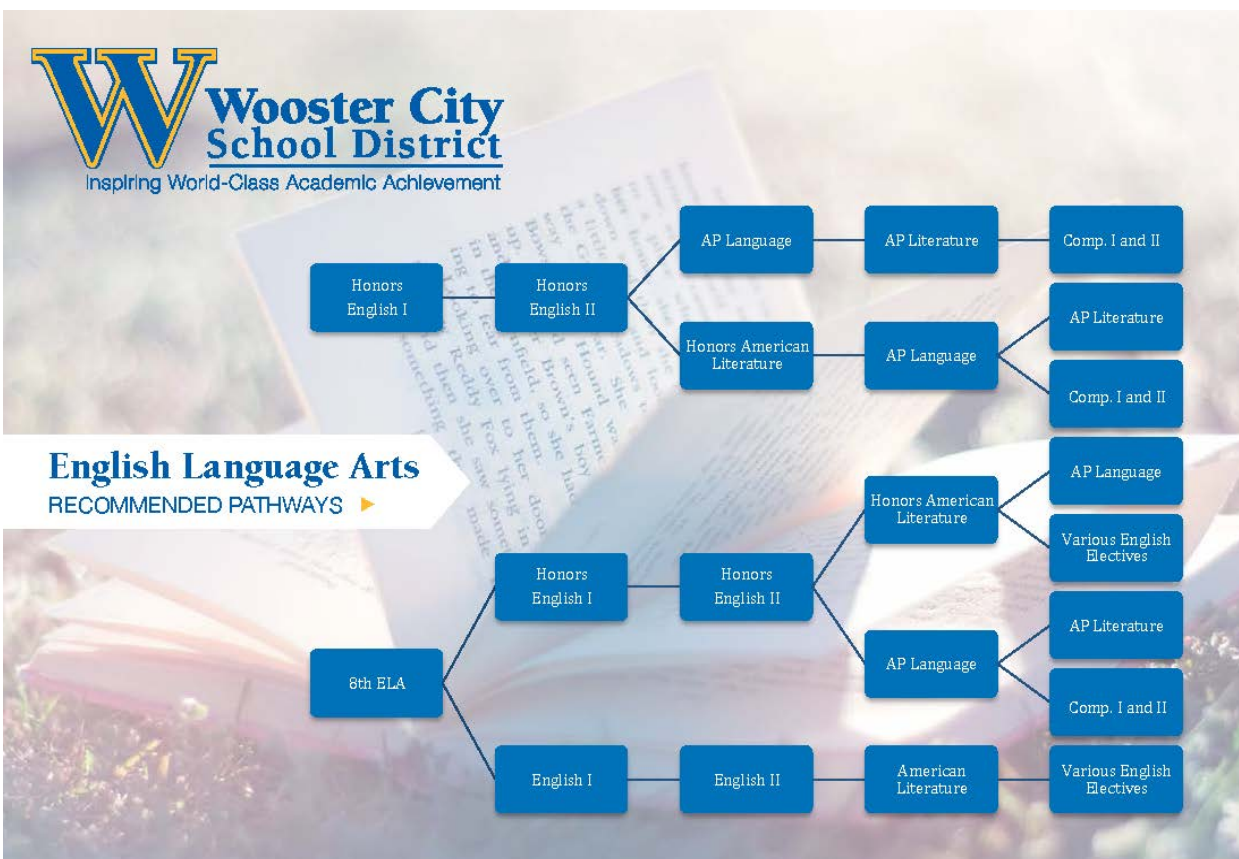 Wooster City
School District
Inspiring World-Class Academic Achievement
AP Language
AP Literature
Comp. I and II
Honors
English I
Honors
English II
AP Literature
Honors American
Literature
AP Language
Comp. I and II
English Language Arts
RECOMMENDED PATHWAYS
AP Language
Honors American
Literature
Various English
Electives
Honors
English I
Honors
English II
AP Literature
AP Language
Comp. I and II
8th ELA
English I
English II
American
Literature
Various English
Electives